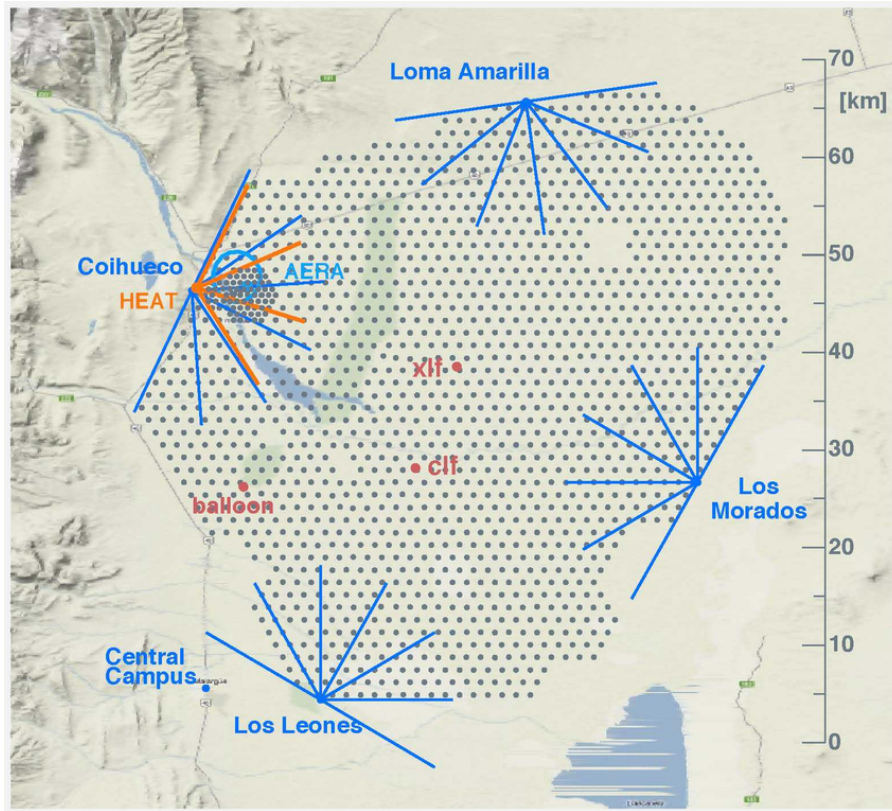 70
Loma Amarilla
[km]
60
50
Coihueco
AERA
HEAT
40
xlf
30
clf
Los
Morados
balloon
20
10
Central
Campus
Los Leones
0